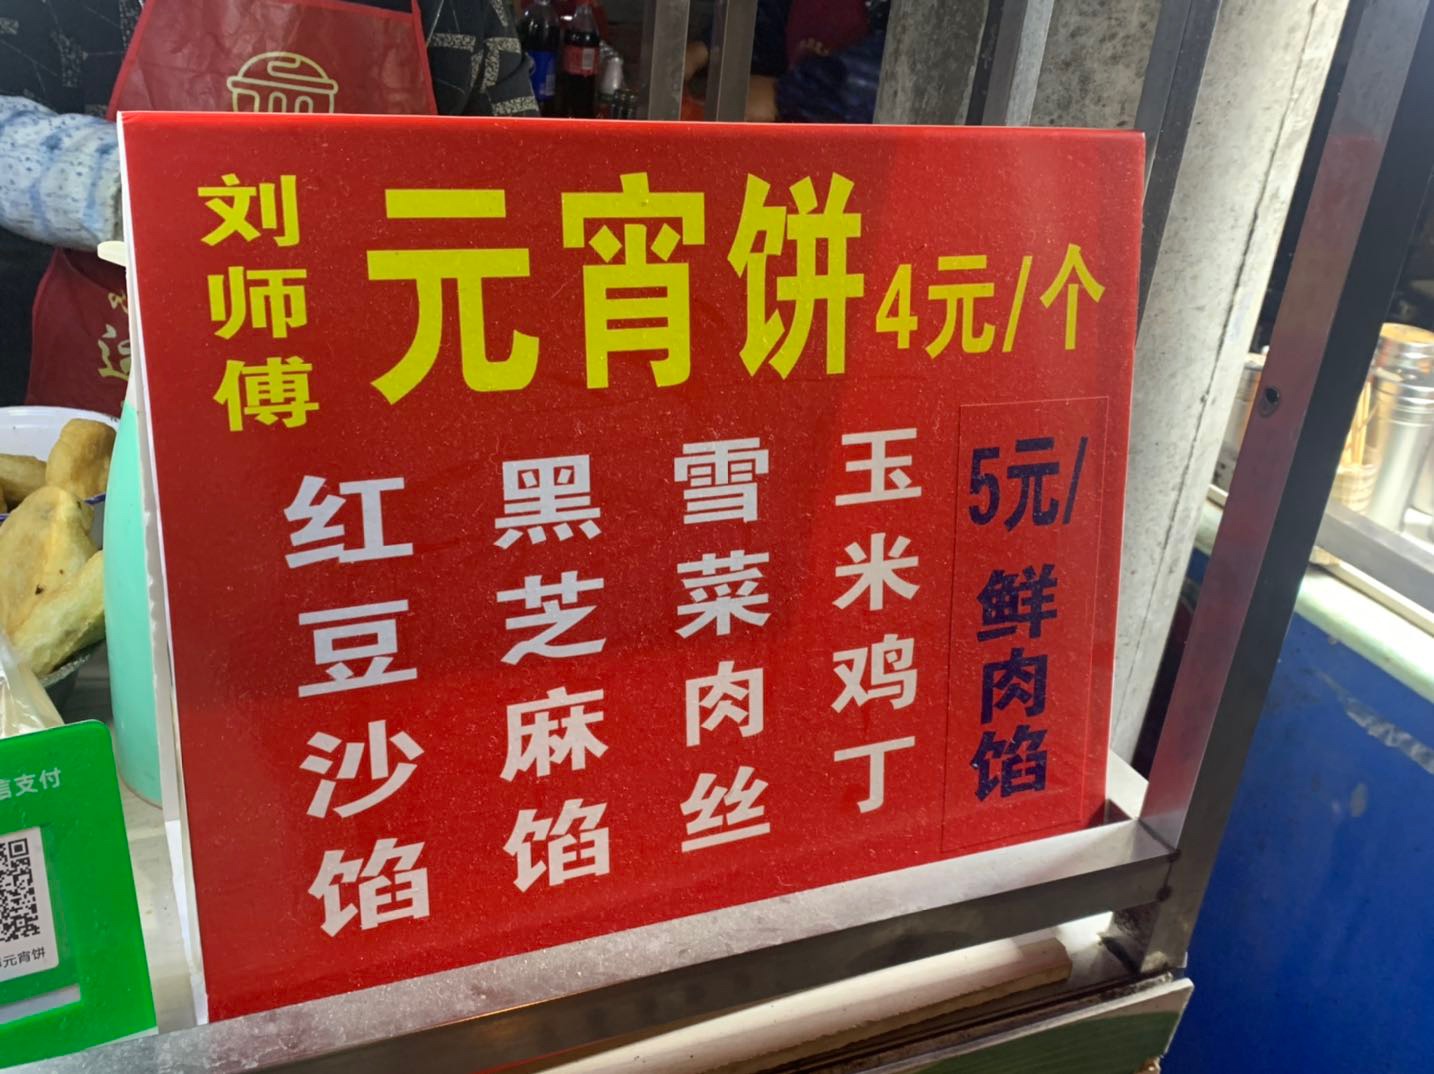 刘师傅
元宵饼 4元/个
红豆沙馅
黑芝麻馅
雪菜肉丝
玉米鸡丁
5元/
鲜肉馅
信支付
元宵饼